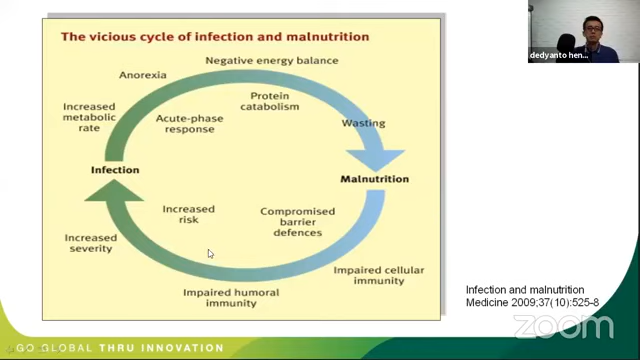 The vicious cycle of infection and malnutrition
dedyanto hen...
Negative energy balance
Anorexia
Protein
catabolism
Increased
metabolic
rate
Acute-phase
response
Wasting
Infection
Malnutrition
Increased
risk
Compromised
barrier
defences
Increased
severity
Impaired cellular
immunity
Impaired humoral
immunity
Infection and malnutrition
Medicine 2009;37(10):525-8
zoom
GO GLOBAL THRU INNOVATION